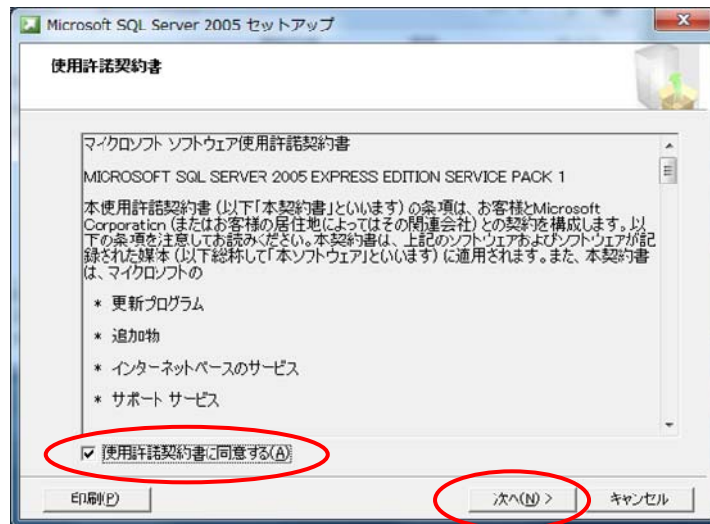 Microsoft SQL Server 2005 セットアップ
使用許諾契約書
マイクロソフト ソフトウェア使用許諾契約書
MICROSOFT SQL SERVER 2005 EXPRESS EDITION SERVICE PACK 1
本使用許諾契約書 (以下「本契約書」といいます) の条項は、お客様とMicrosoft
Corporation (またはお客様の居住地によってはその関連会社) との契約を構成します。以
下の条項を注意してお読みください。本契約書は、上記のソフトウェアおよびソフトウェアが記
録された媒体 (以下総称して「本ソフトウェア」といいます) に適用されます。また、本契約書
は、マイクロソフトの
* 更新プログラム
* 追加物
* インターネットベースのサービス
* サポート サービス
使用許諾契約書に同意する(A)
印刷(P)
次へ(N) >
キャンセル